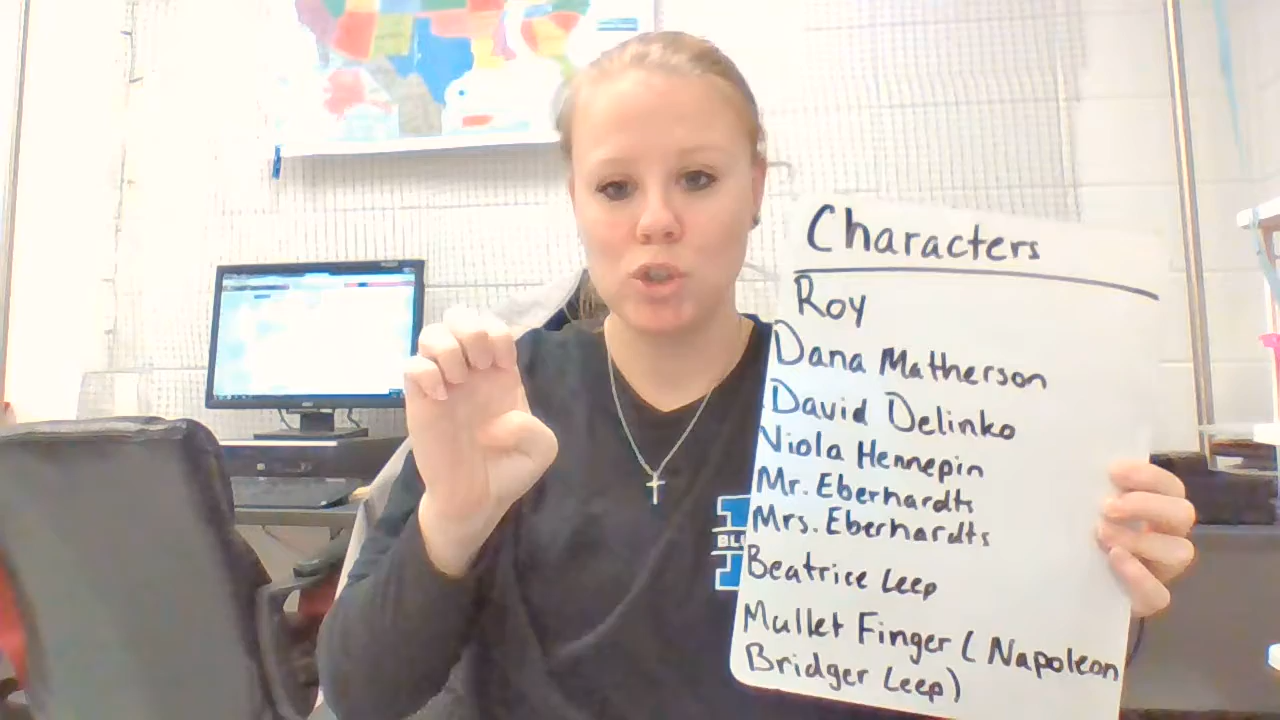 Characters
Roy
Dana Matherson
David Delinko
Viola Hennepin
Mr. Eberhardts
Mrs. Eberhardts
Beatrice Leep
Mullet Finger ( Napoleon
Bridger Leep)